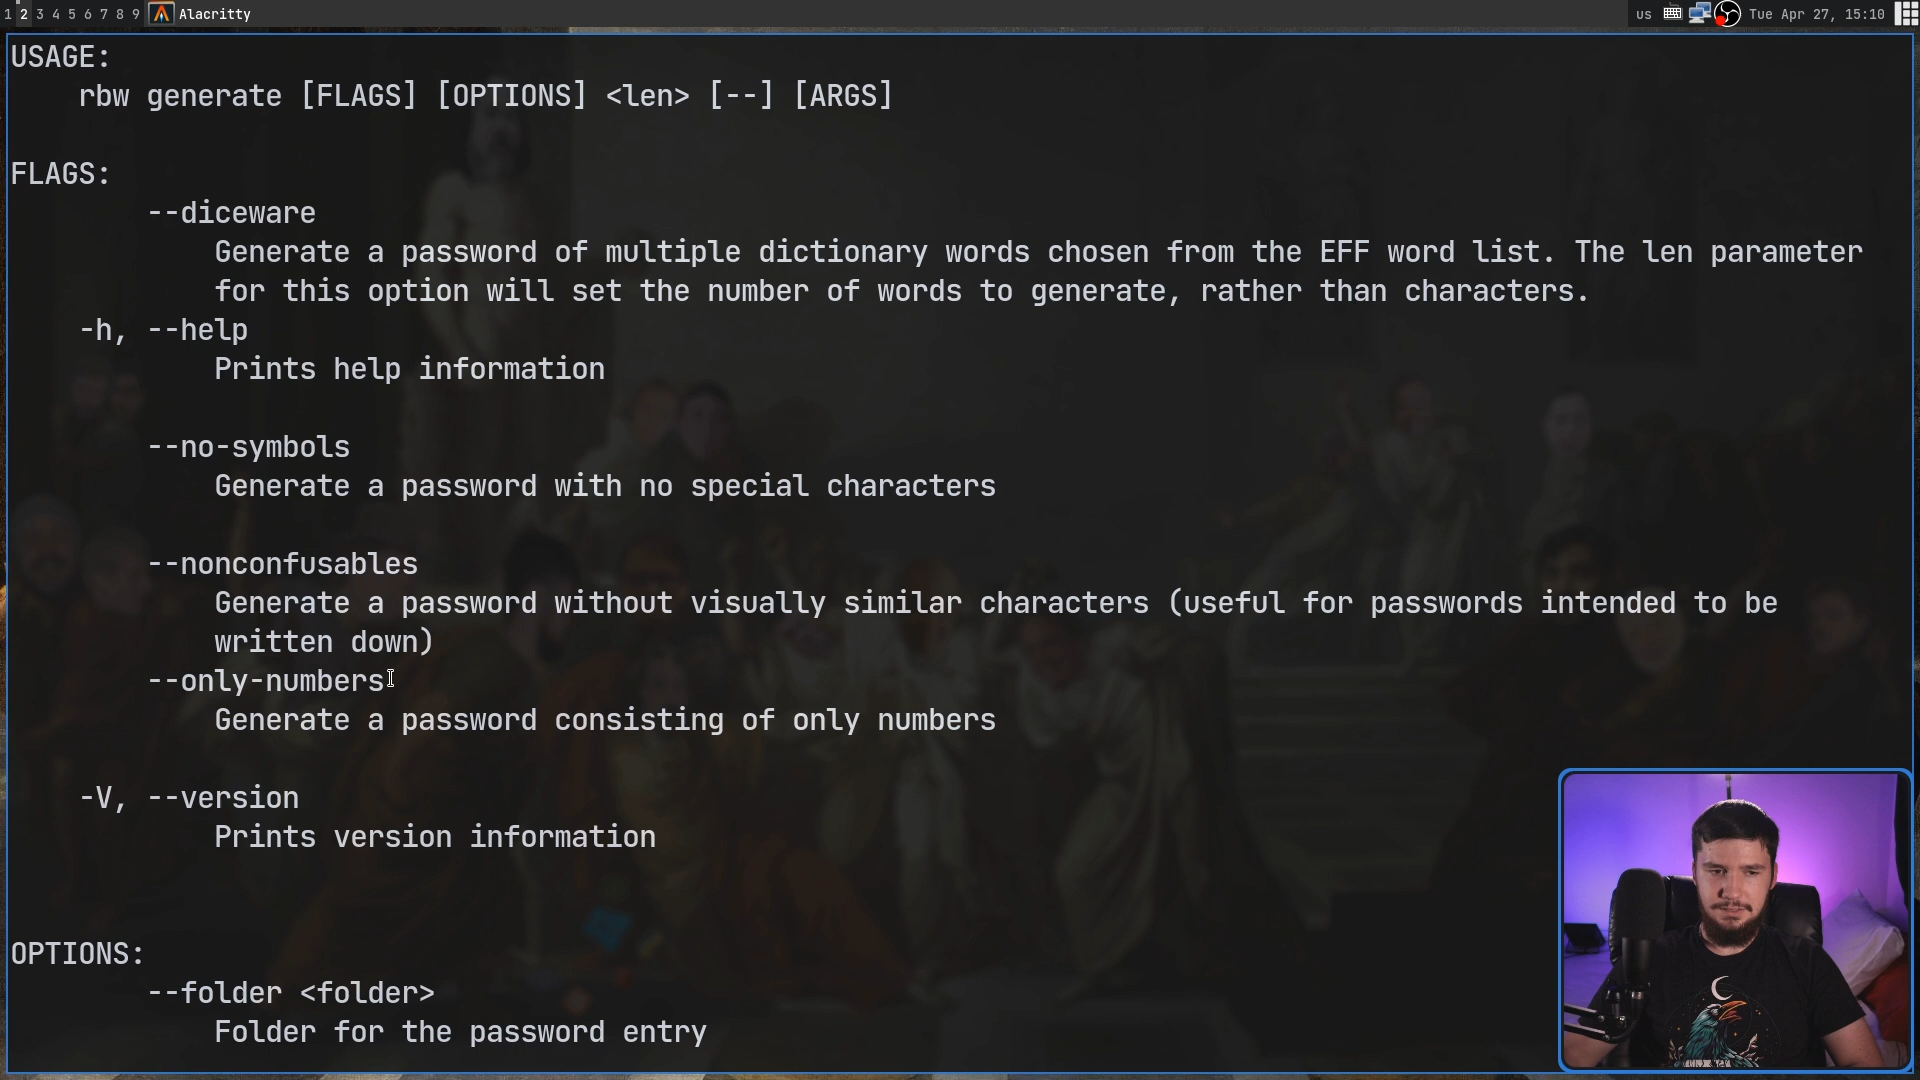 1 2 3 4 5 6 7 8 9 Alacritty us Tue Apr 27, 15:10
USAGE:
rbw generate [FLAGS] [OPTIONS] <len> [--] [ARGS]
FLAGS:
--diceware
Generate a password of multiple dictionary words chosen from the EFF word list. The len parameter
for this option will set the number of words to generate, rather than characters.
-h, --help
Prints help information
--no-symbols
Generate a password with no special characters
--nonconfusables
Generate a password without visually similar characters (useful for passwords intended to be
written down)
--only-numbers
Generate a password consisting of only numbers
-V, --version
Prints version information
OPTIONS:
--folder <folder>
Folder for the password entry